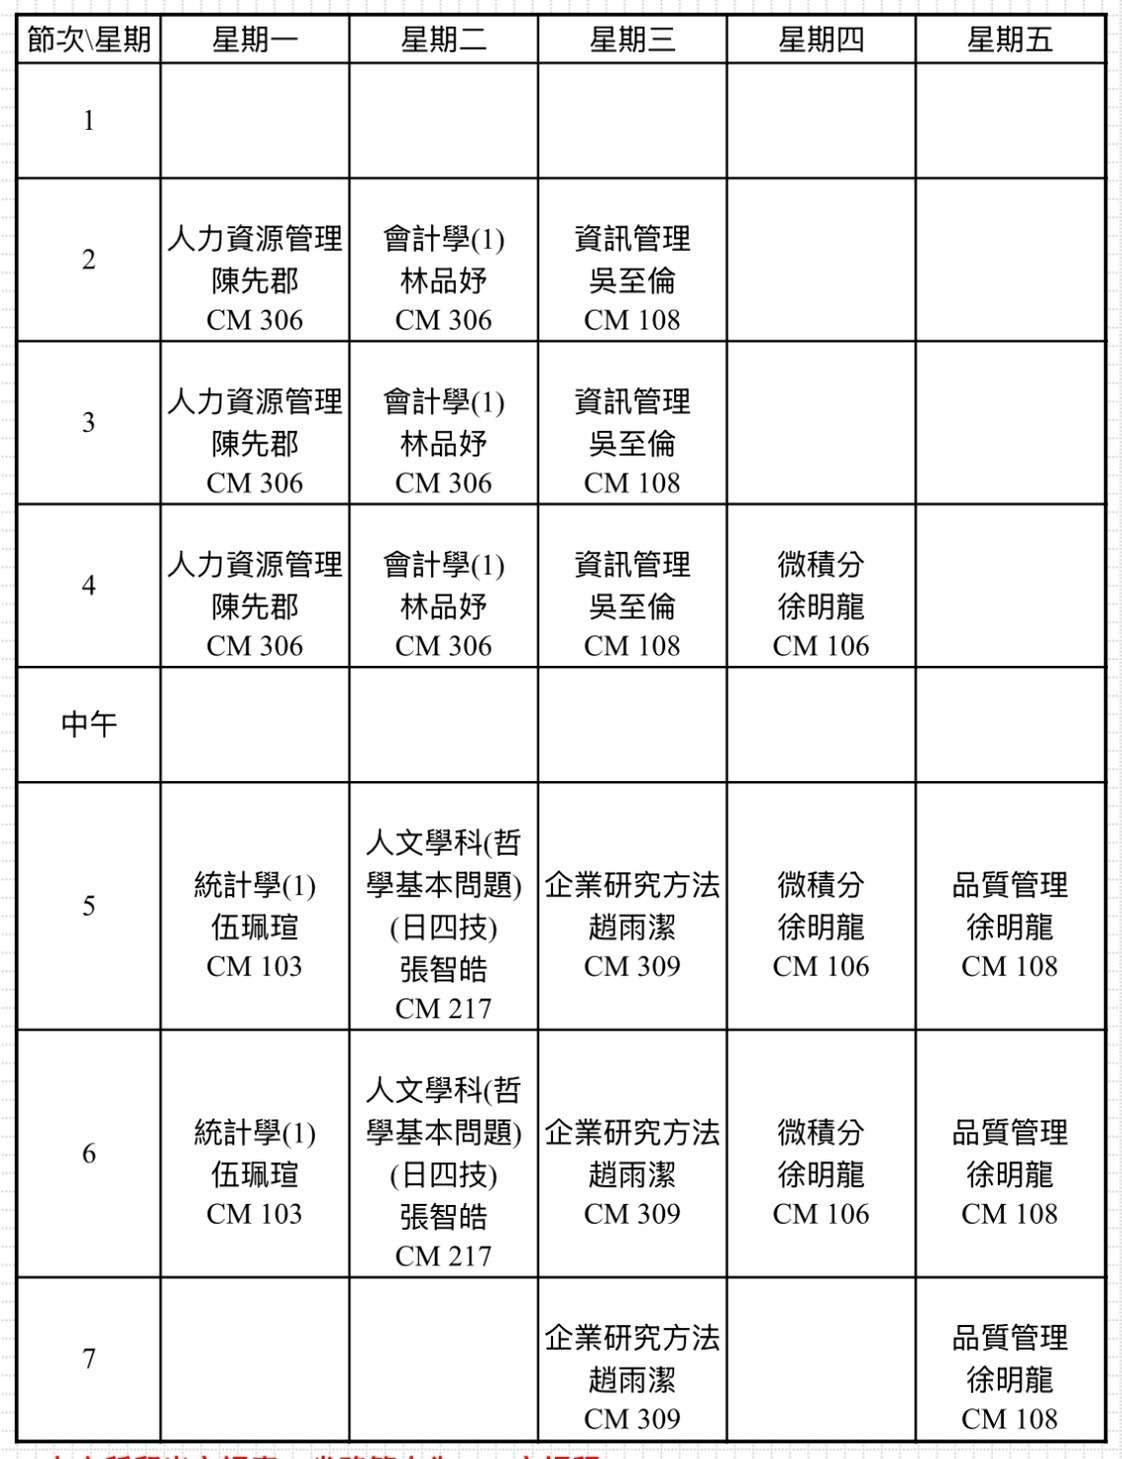 節次\星期 星期一 星期二 星期三 星期四 星期五
1
2
人力資源管理
陳先郡
CM 306
會計學(1)
林品妤
CM 306
資訊管理
吳至倫
CM 108
3
人力資源管理
陳先郡
CM 306
會計學(1)
林品妤
CM 306
資訊管理
吳至倫
CM 108
4
人力資源管理
陳先郡
CM 306
會計學(1)
林品妤
CM 306
資訊管理
吳至倫
CM 108
微積分
徐明龍
CM 106
中午
5
統計學(1)
伍珮瑄
CM 103
人文學科(哲
學基本問題)
(日四技)
張智皓
CM 217
企業研究方法
趙雨潔
CM 309
微積分
徐明龍
CM 106
品質管理
徐明龍
CM 108
6
統計學(1)
伍珮瑄
CM 103
人文學科(哲
學基本問題)
(日四技)
張智皓
CM 217
企業研究方法
趙雨潔
CM 309
微積分
徐明龍
CM 106
品質管理
徐明龍
CM 108
7
企業研究方法
趙雨潔
CM 309
品質管理
徐明龍
CM 108